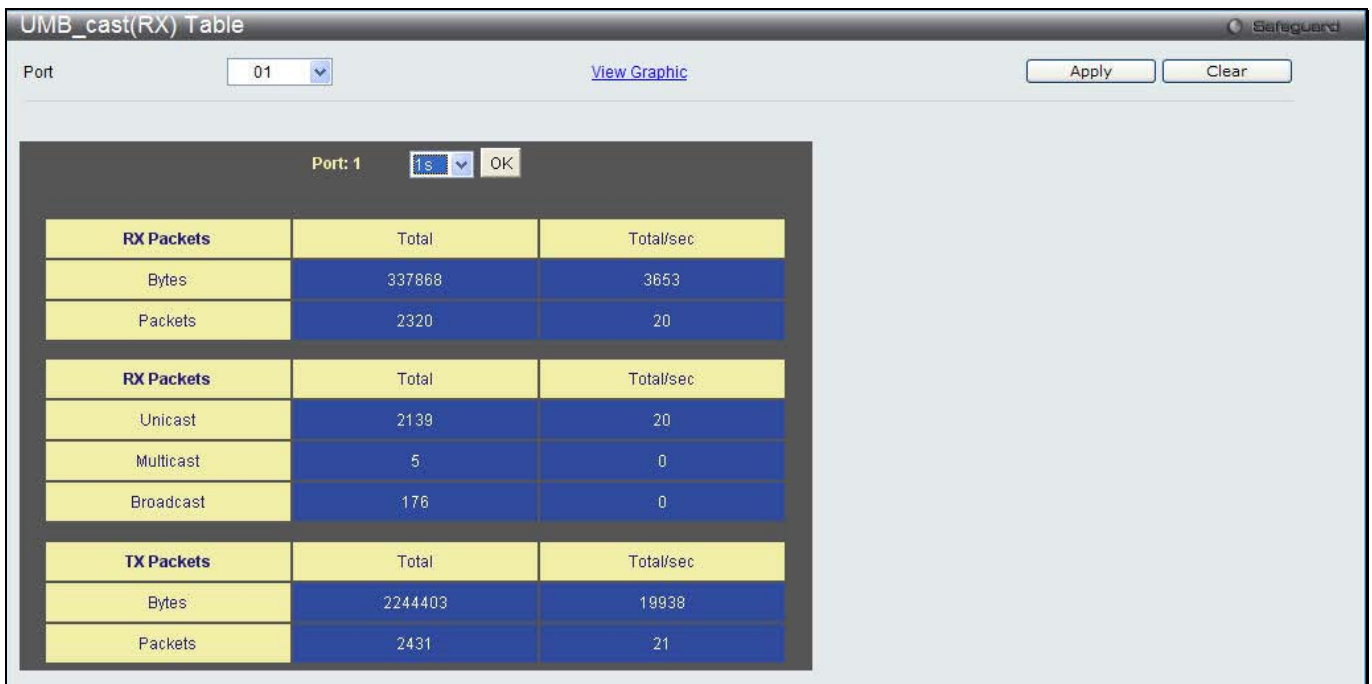 UMB_cast(RX) Table
Safeguard
Port 01 View Graphic Apply Clear
Port: 1 1s OK
RX Packets Total Total/sec
Bytes 337868 3653
Packets 2320 20
RX Packets Total Total/sec
Unicast 2139 20
Multicast 5 0
Broadcast 176 0
TX Packets Total Total/sec
Bytes 2244403 19938
Packets 2431 21